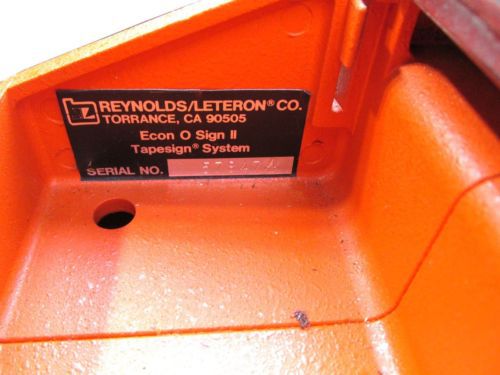 REYNOLDS/LETERON® CO.
TORRANCE, CA 90505
Econ O Sign II
Tapesign® System
SERIAL NO.